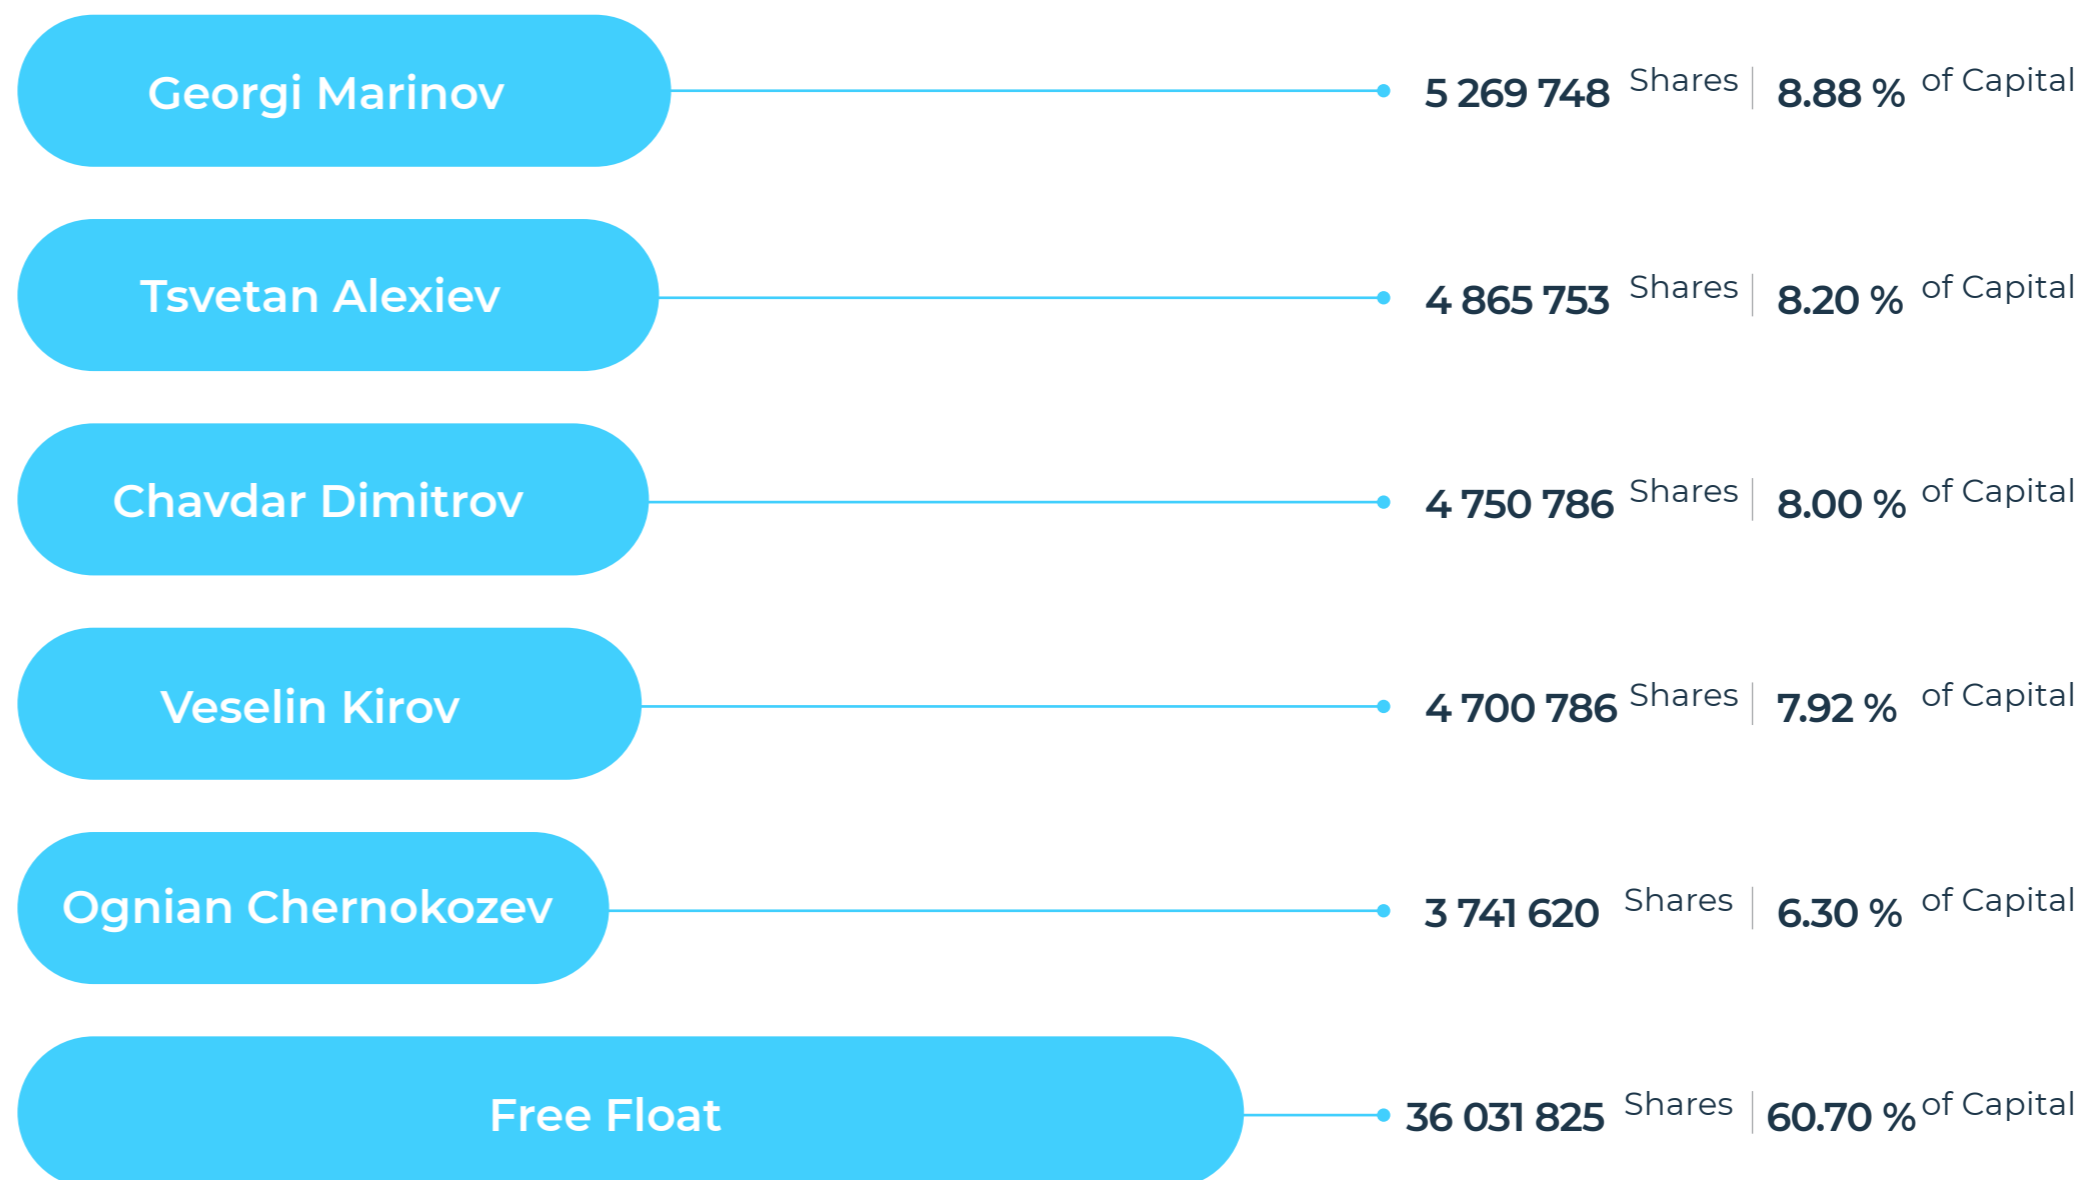 Georgi Marinov 5 269 748 Shares 8.88 % of Capital
Tsvetan Alexiev 4 865 753 Shares 8.20 % of Capital
Chavdar Dimitrov 4 750 786 Shares 8.00 % of Capital
Veselin Kirov 4 700 786 Shares 7.92 % of Capital
Ognian Chernokozev 3 741 620 Shares 6.30 % of Capital
Free Float 36 031 825 Shares 60.70 % of Capital